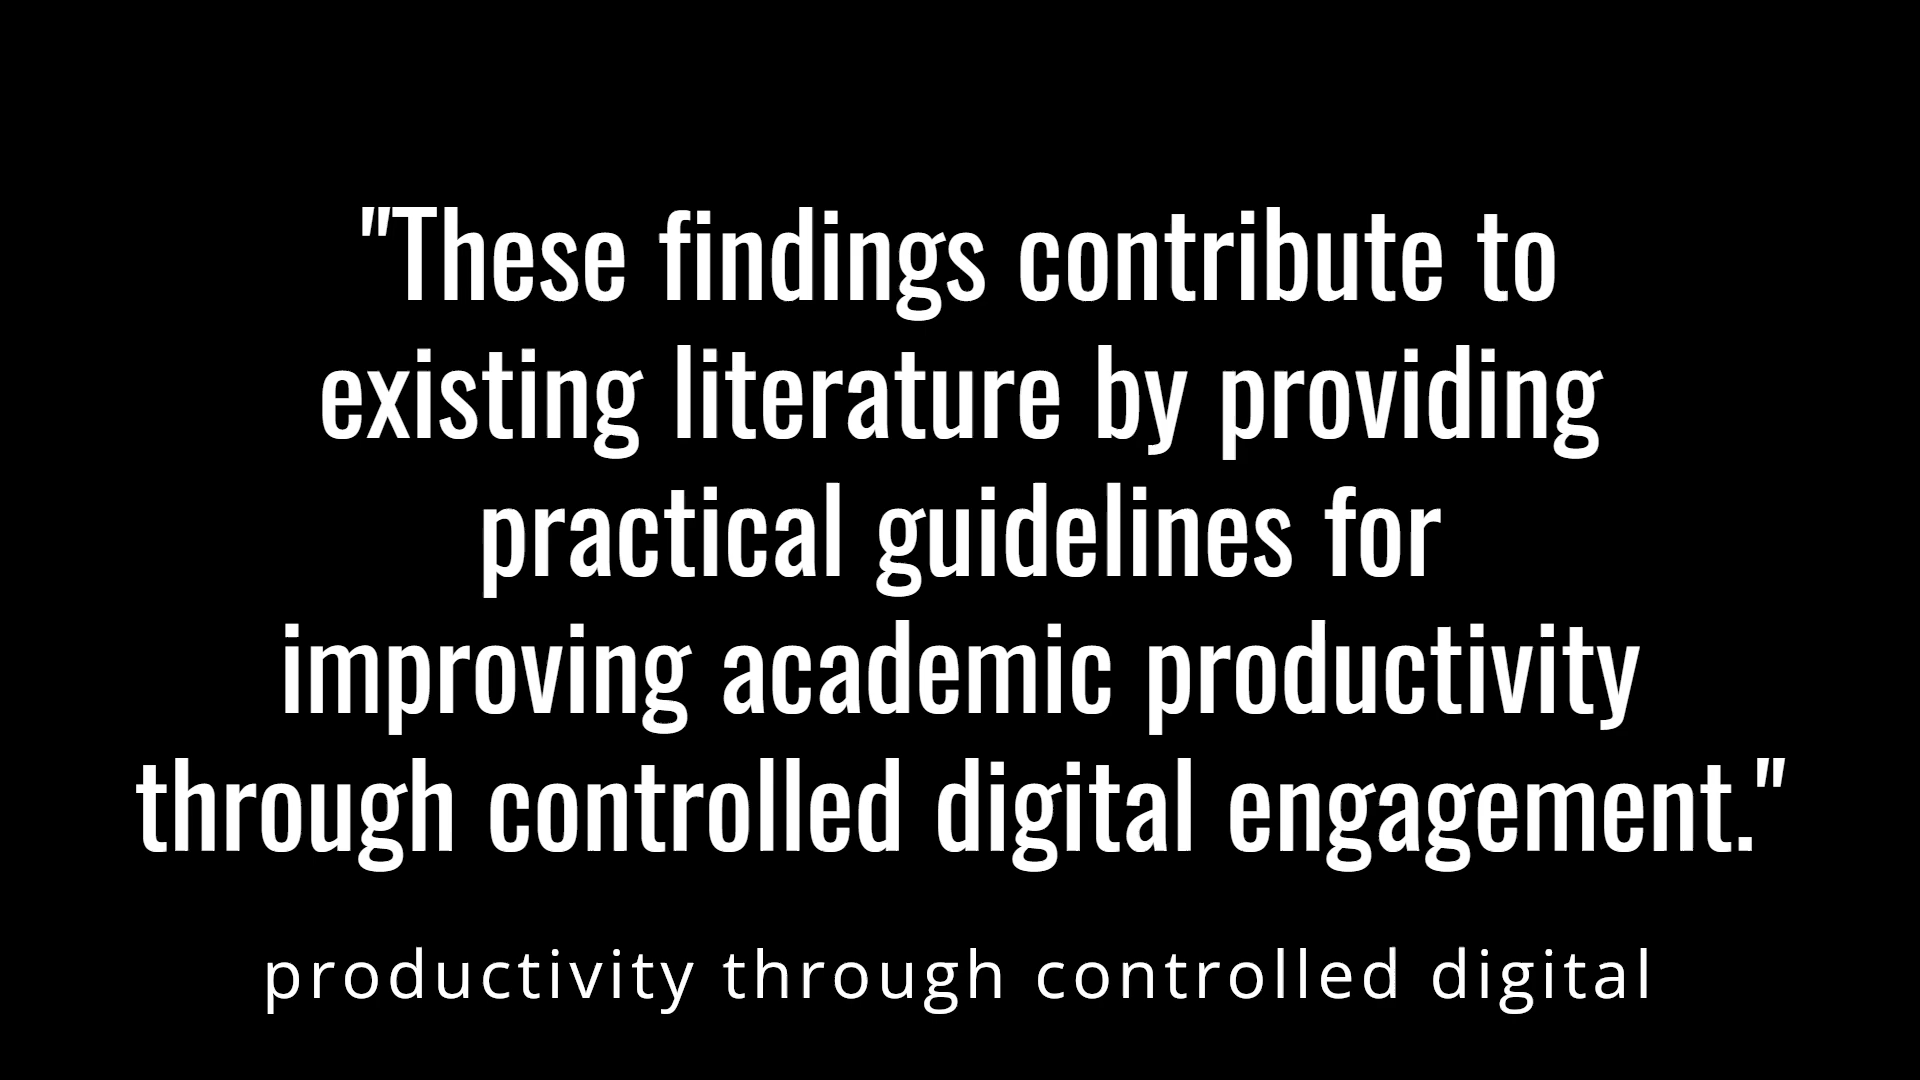 "These findings contribute to
existing literature by providing
practical guidelines for
improving academic productivity
through controlled digital engagement."
productivity through controlled digital